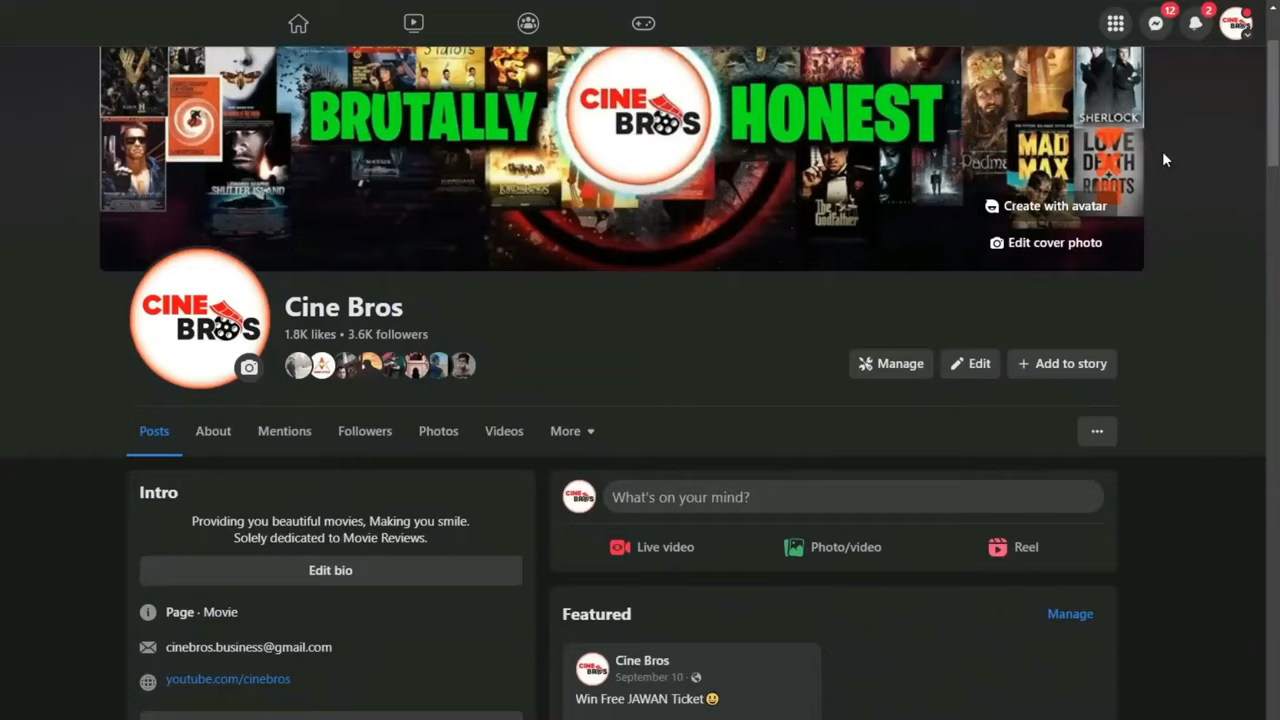 12
2
3 IDIOTS
BRUTALLY
CINE
BROS
HONEST
SHERLOCK
MAD
MAX
LOVE
DEATH
ROBOTS
SHUTTER ISLAND
The
Godfather
Create with avatar
Edit cover photo
CINE
BROS
Cine Bros
1.8K likes • 3.6K followers
Manage
Edit
+ Add to story
Posts
About
Mentions
Followers
Photos
Videos
More
Intro
Providing you beautiful movies, Making you smile.
Solely dedicated to Movie Reviews.
Edit bio
Page · Movie
cinebros.business@gmail.com
youtube.com/cinebros
What's on your mind?
Live video
Photo/video
Reel
Featured
Manage
Cine Bros
September 10 ·
Win Free JAWAN Ticket😃